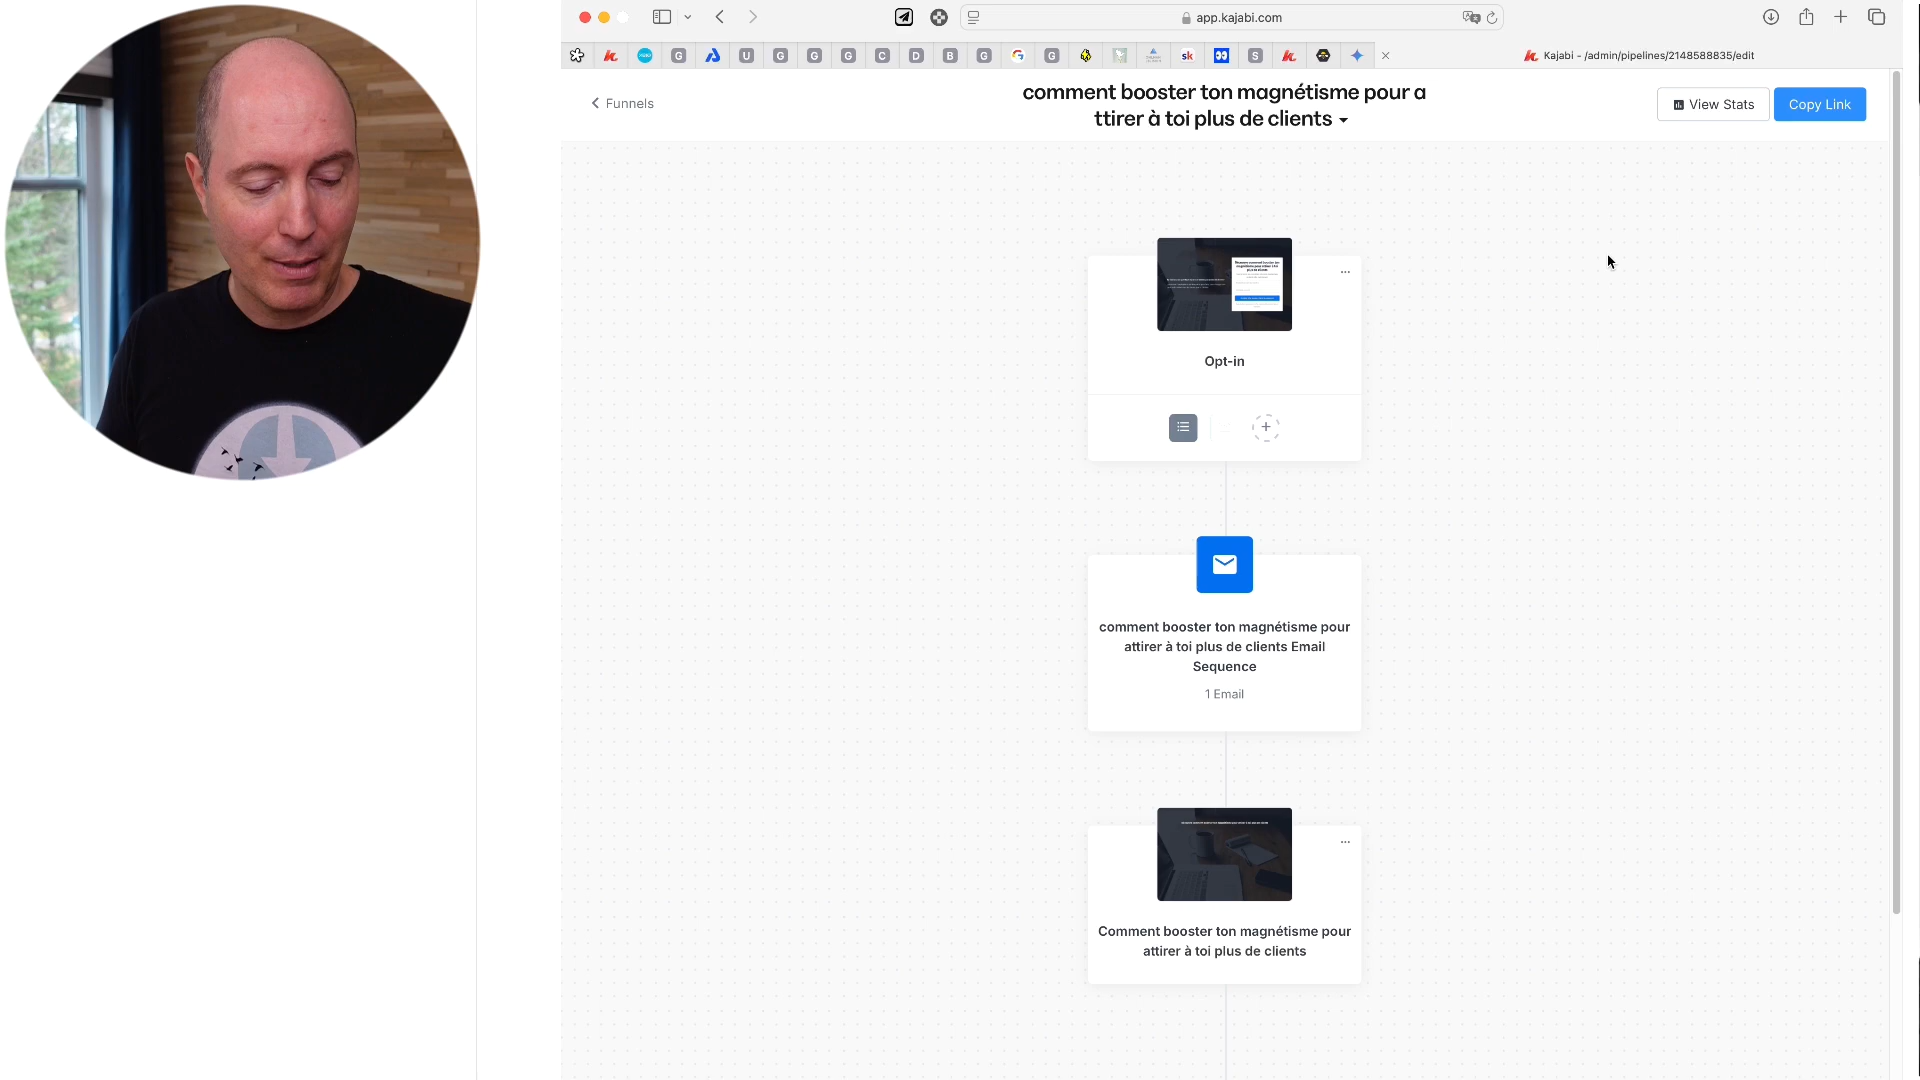 app.kajabi.com
G
U
G
G
G
C
D
B
G
G
sk
S
Kajabi - /admin/pipelines/2148588835/edit
Funnels
comment booster ton magnétisme pour a
ttirer à toi plus de clients
View Stats
Copy Link
Opt-in
comment booster ton magnétisme pour
attirer à toi plus de clients Email
Sequence
1 Email
Comment booster ton magnétisme pour
attirer à toi plus de clients